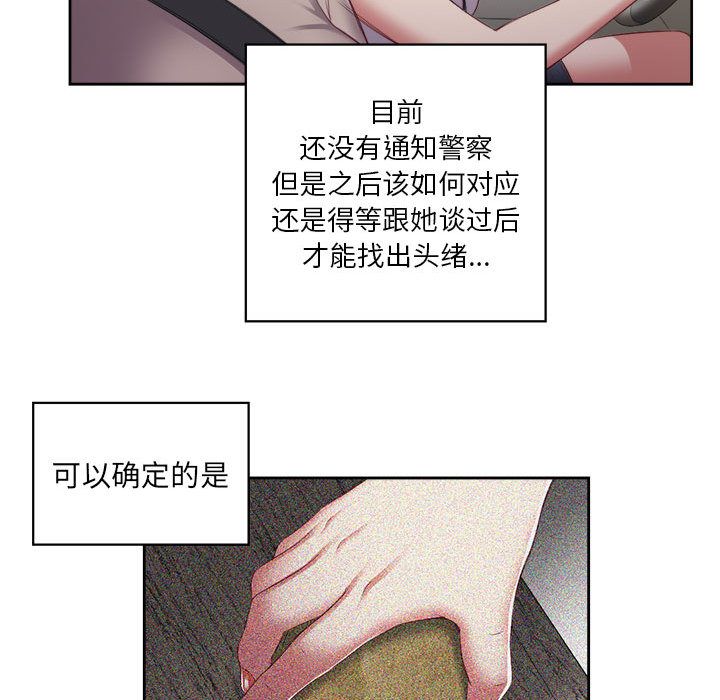 目前
还没有通知警察
但是之后该如何对应
还是得等跟她谈过后
才能找出头绪...
可以确定的是